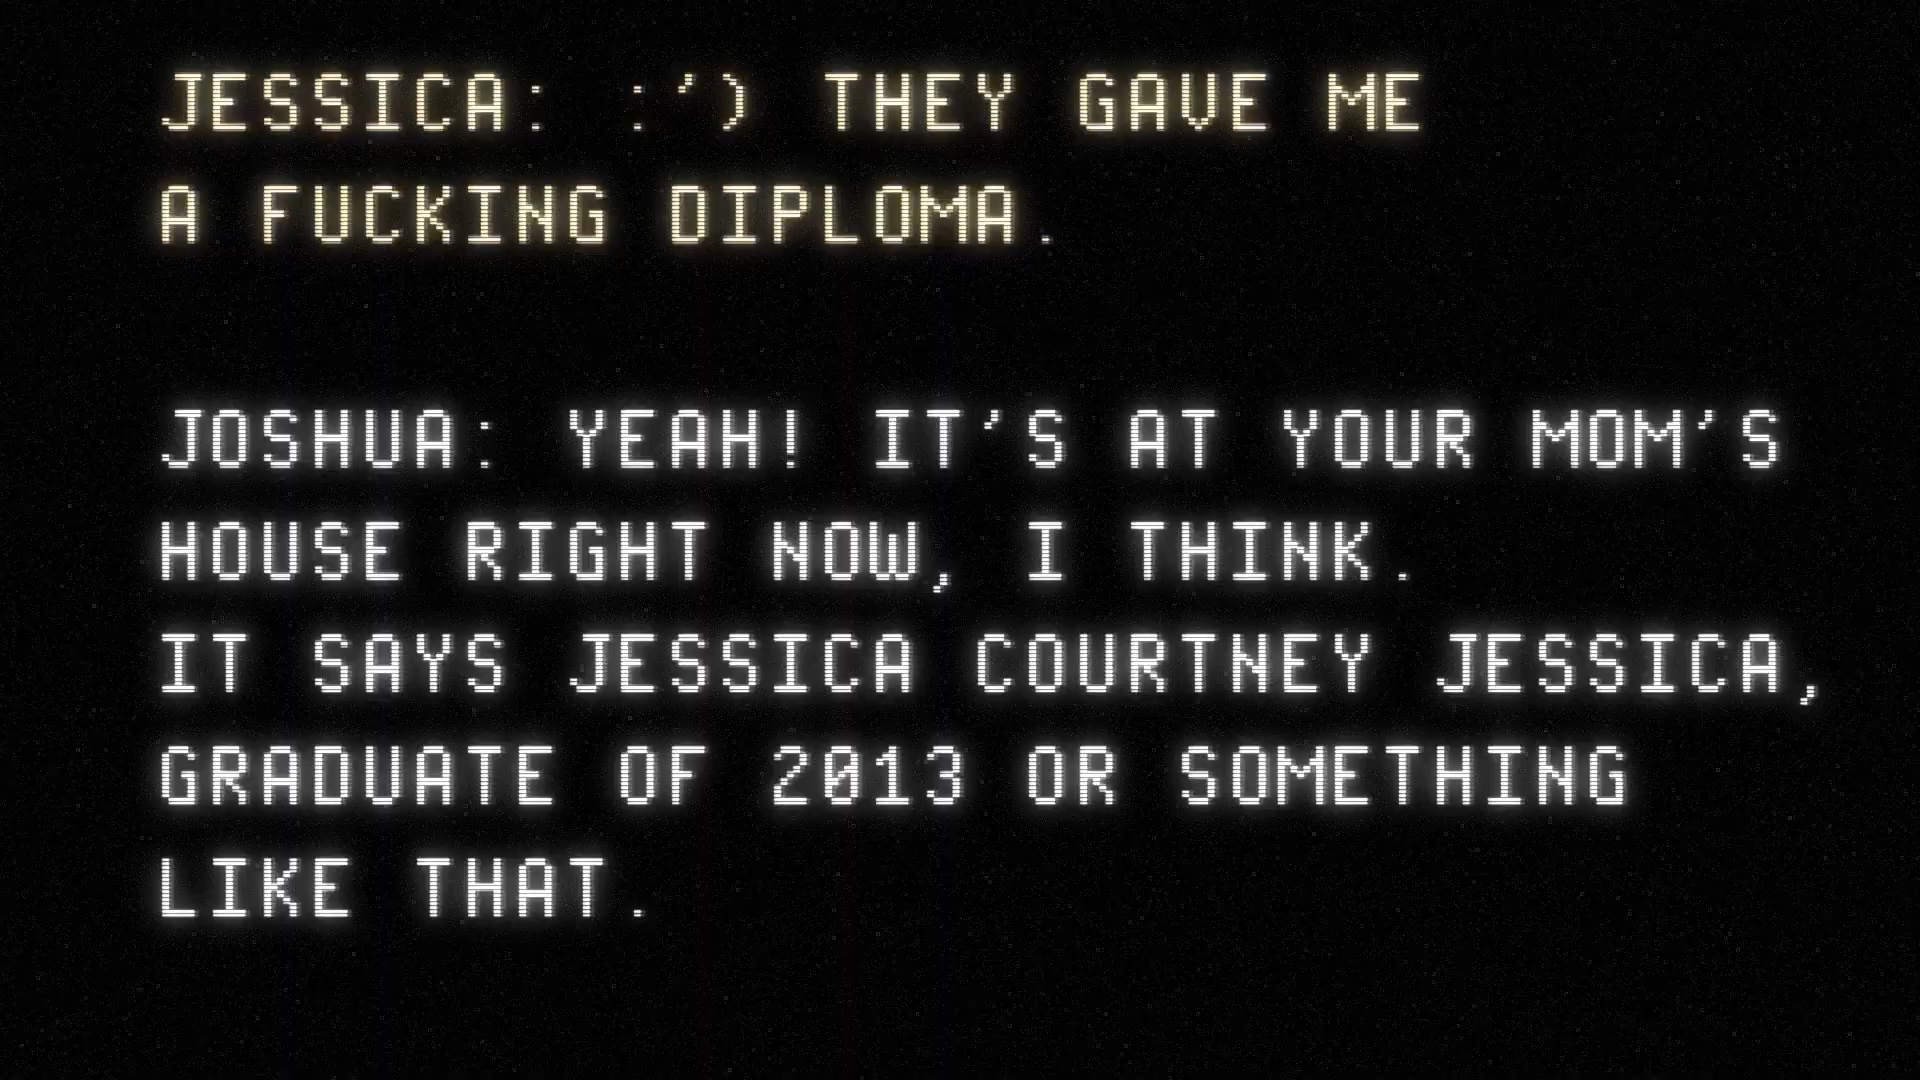 JESSICA: :’) THEY GAVE ME
A FUCKING DIPLOMA.
JOSHUA: YEAH! IT’S AT YOUR MOM’S
HOUSE RIGHT NOW, I THINK.
IT SAYS JESSICA COURTNEY JESSICA,
GRADUATE OF 2013 OR SOMETHING
LIKE THAT.